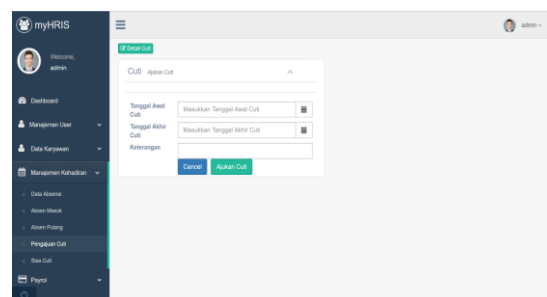 myHRIS
admin
Welcome,
admin
Detail Cuti
Cuti Ajukan Cuti
Dashboard
Tanggal Awal Cuti
Masukkan Tanggal Awal Cuti
Manajemen User
Tanggal Akhir Cuti
Masukkan Tanggal Akhir Cuti
Data Karyawan
Keterangan
Cancel
Ajukan Cuti
Manajemen Kehadiran
Data Absensi
Absen Masuk
Absen Pulang
Pengajuan Cuti
Sisa Cuti
Payrol